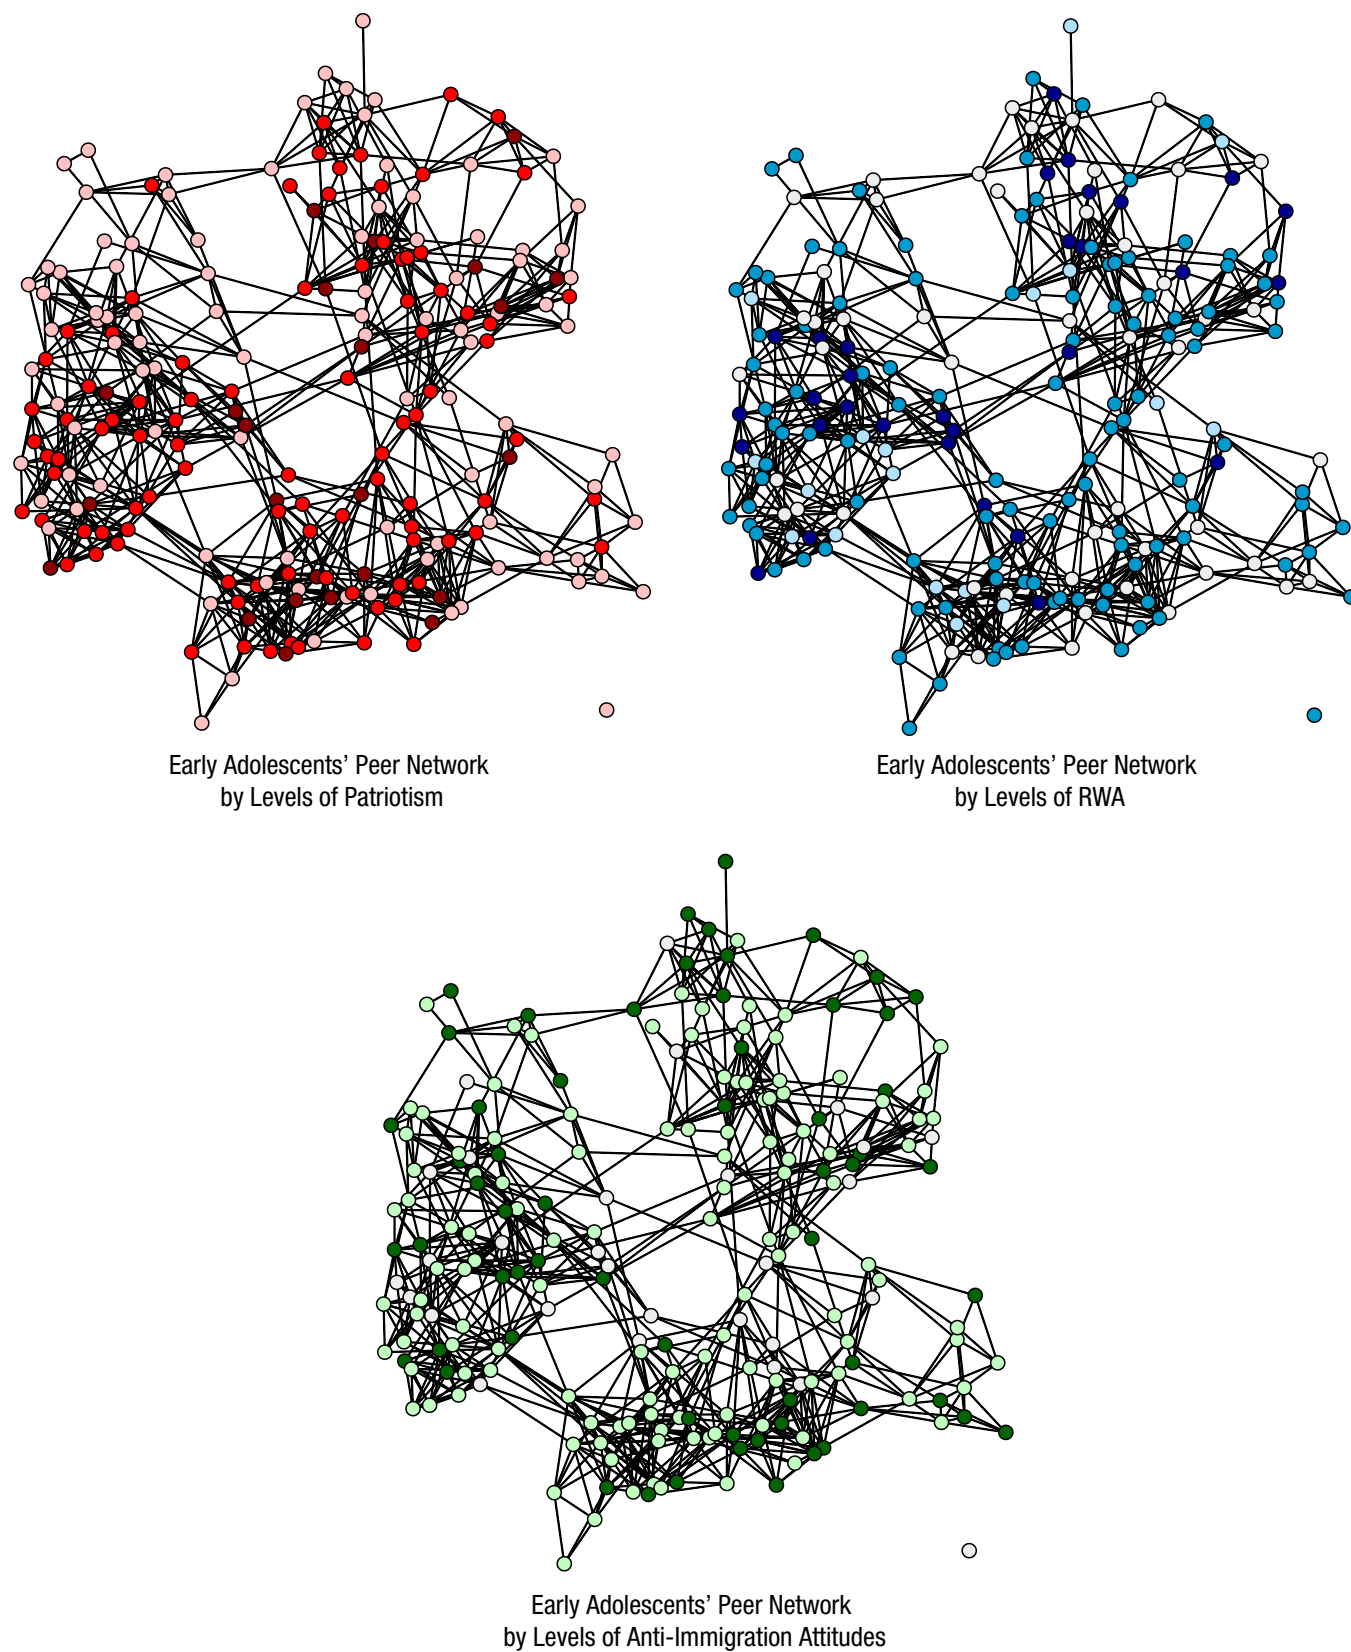 Early Adolescents’ Peer Network
by Levels of Patriotism
Early Adolescents’ Peer Network
by Levels of RWA
Early Adolescents’ Peer Network
by Levels of Anti-Immigration Attitudes